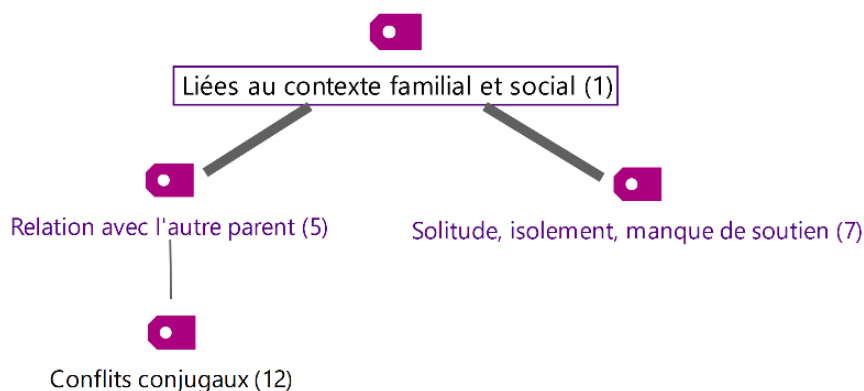 Liées au contexte familial et social (1)
Relation avec l'autre parent (5)
Solitude, isolement, manque de soutien (7)
Conflits conjugaux (12)